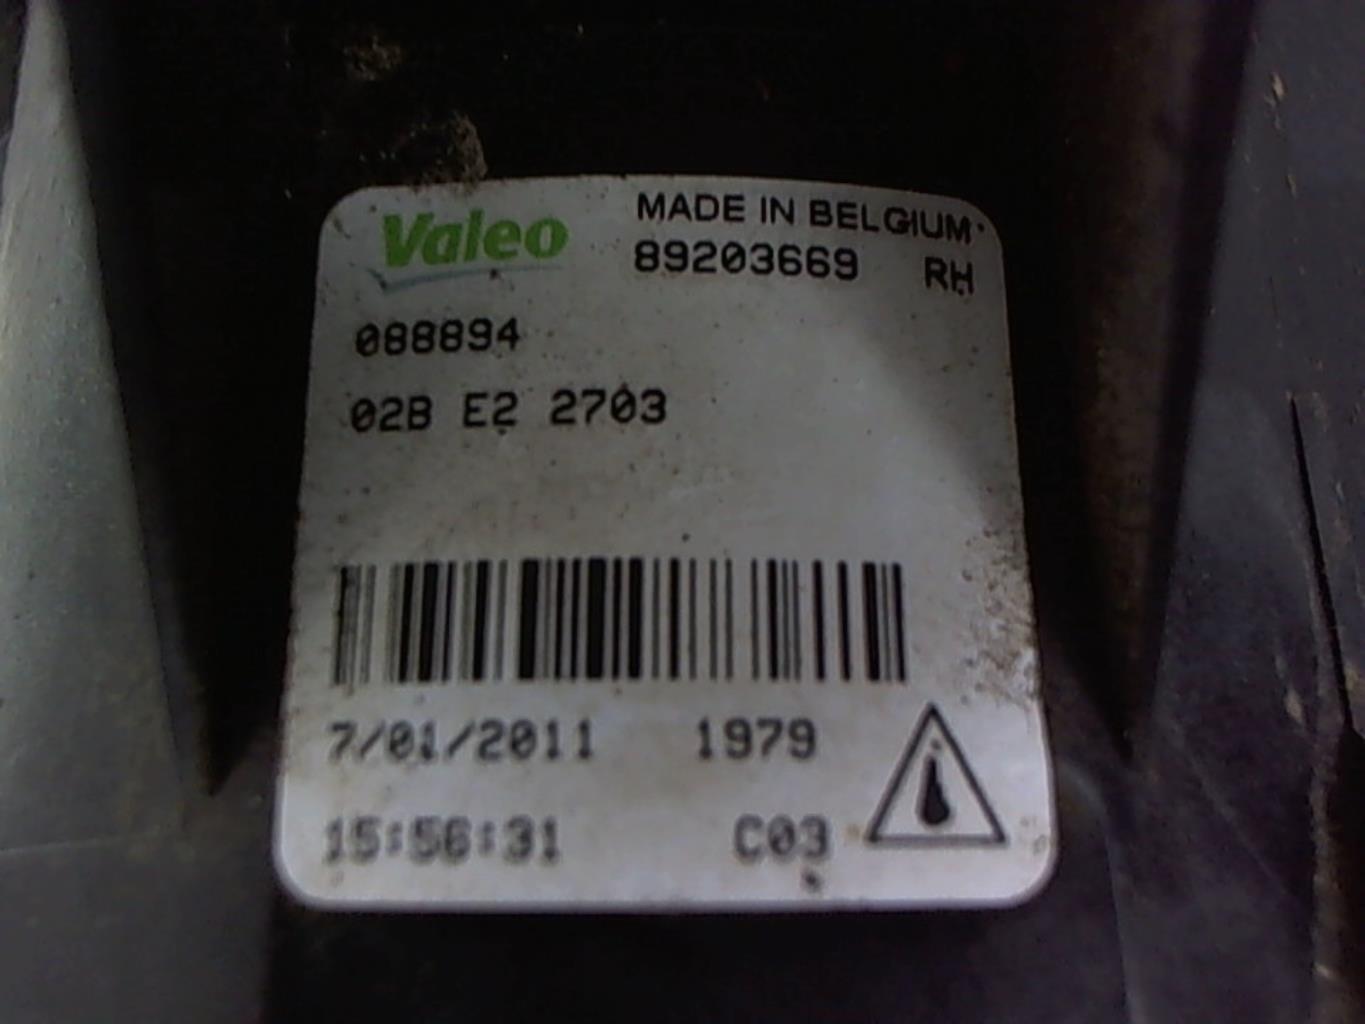 Valeo MADE IN BELGIUM
89203669 RH
088894
02B E2 2703
7/01/2011 1979
15:56:31 C03